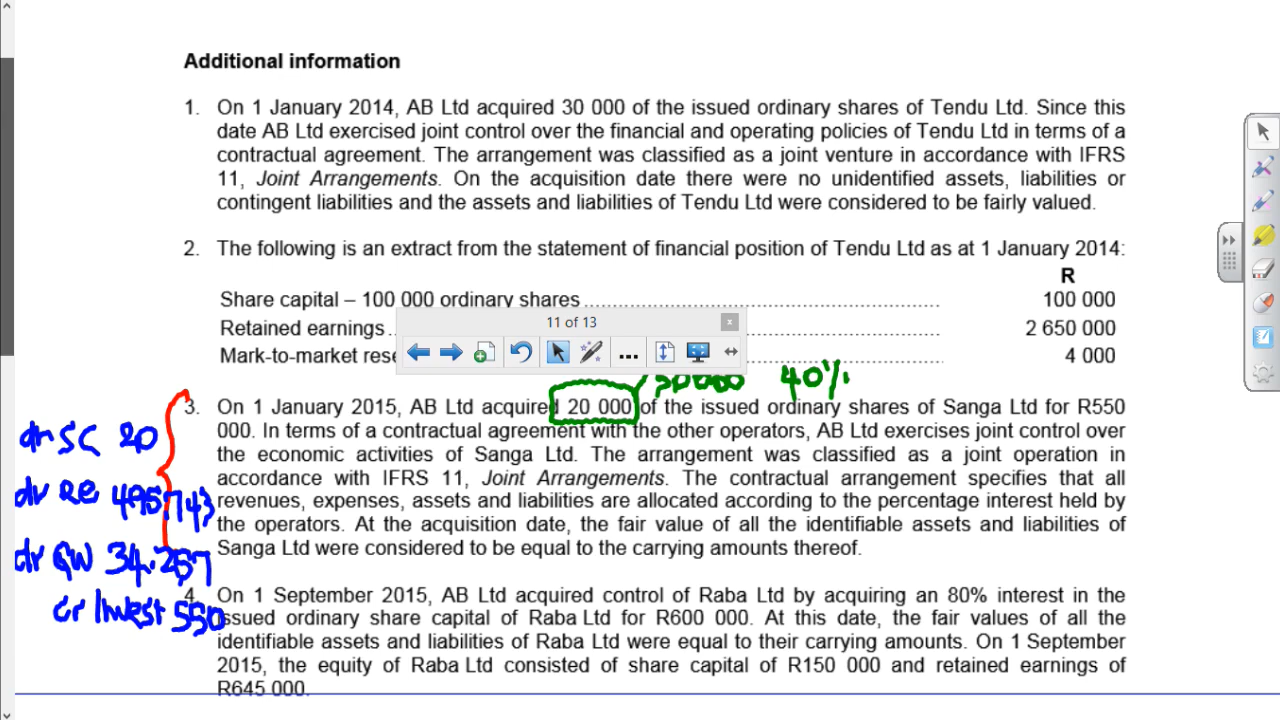 Additional information
1. On 1 January 2014, AB Ltd acquired 30 000 of the issued ordinary shares of Tendu Ltd. Since this
date AB Ltd exercised joint control over the financial and operating policies of Tendu Ltd in terms of a
contractual agreement. The arrangement was classified as a joint venture in accordance with IFRS
11, Joint Arrangements. On the acquisition date there were no unidentified assets, liabilities or
contingent liabilities and the assets and liabilities of Tendu Ltd were considered to be fairly valued.
2. The following is an extract from the statement of financial position of Tendu Ltd as at 1 January 2014:
R
Share capital – 100 000 ordinary shares 100 000
11 of 13
Retained earnings 2 650 000
Mark-to-market rese 4 000
50000 40%
3. On 1 January 2015, AB Ltd acquired 20 000 of the issued ordinary shares of Sanga Ltd for R550
000. In terms of a contractual agreement with the other operators, AB Ltd exercises joint control over
dr SC 20
the economic activities of Sanga Ltd. The arrangement was classified as a joint operation in
accordance with IFRS 11, Joint Arrangements. The contractual arrangement specifies that all
dr RE 495,743
revenues, expenses, assets and liabilities are allocated according to the percentage interest held by
the operators. At the acquisition date, the fair value of all the identifiable assets and liabilities of
Sanga Ltd were considered to be equal to the carrying amounts thereof.
dr GW 34.257
4. On 1 September 2015, AB Ltd acquired control of Raba Ltd by acquiring an 80% interest in the
cr Invest 550
issued ordinary share capital of Raba Ltd for R600 000. At this date, the fair values of all the
identifiable assets and liabilities of Raba Ltd were equal to their carrying amounts. On 1 September
2015, the equity of Raba Ltd consisted of share capital of R150 000 and retained earnings of
R645 000.